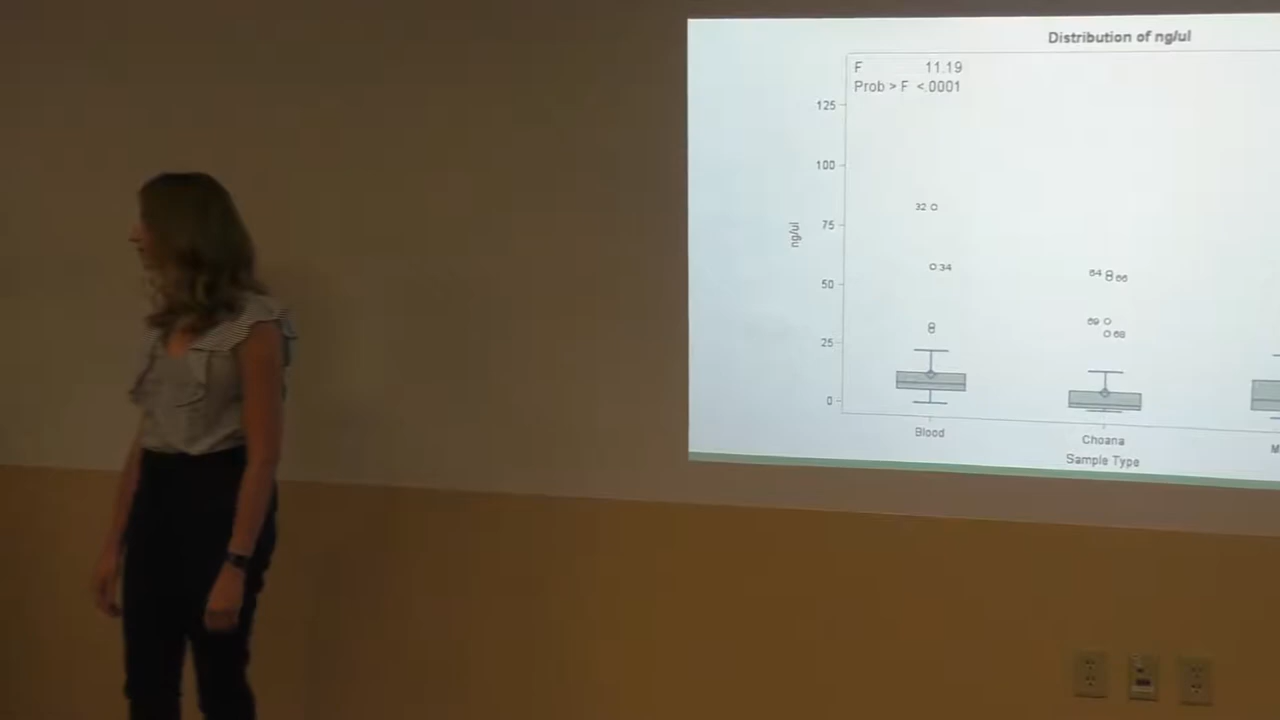 Distribution of ng/ul
F 11.19
Prob > F <.0001
125
100
75
50
25
0
ng/ul
32
34
64 66
69
68
Blood
Choana
M
Sample Type